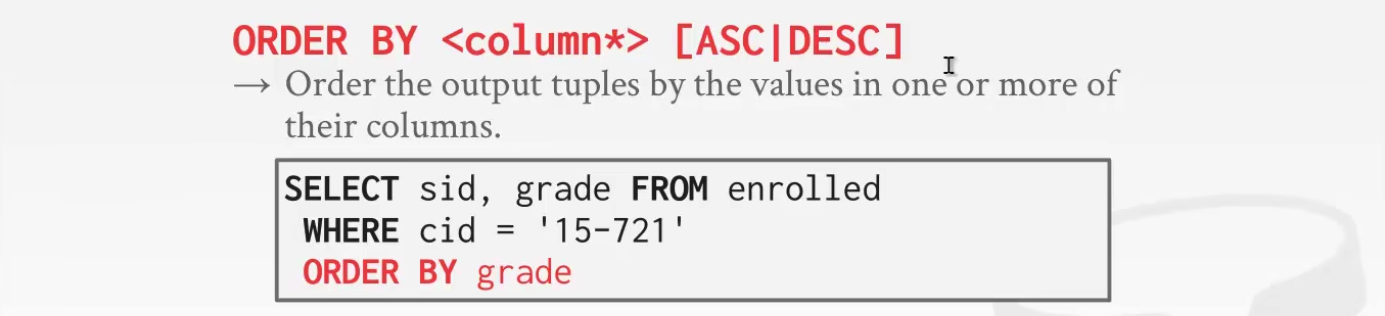 ORDER BY <column*> [ASC|DESC]
→ Order the output tuples by the values in one or more of
their columns.
SELECT sid, grade FROM enrolled
WHERE cid = '15-721'
ORDER BY grade